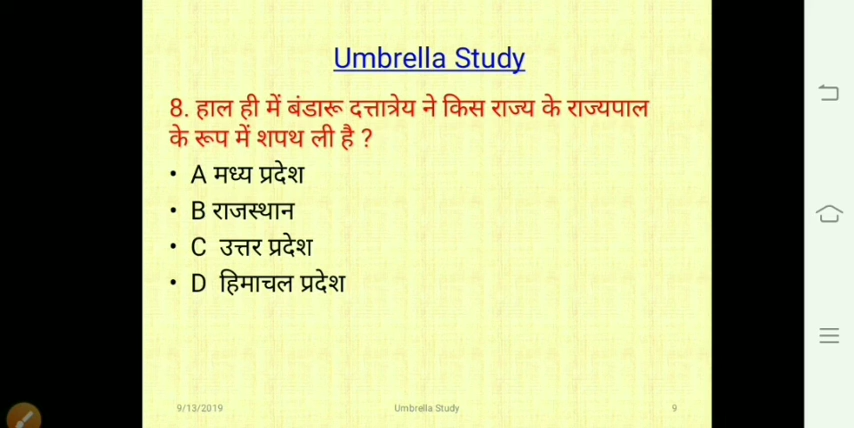 Umbrella Study
8. हाल ही में बंडारू दत्तात्रेय ने किस राज्य के राज्यपाल
के रूप में शपथ ली है ?
• A मध्य प्रदेश
• B राजस्थान
• C उत्तर प्रदेश
• D हिमाचल प्रदेश
9/13/2019 Umbrella Study 9